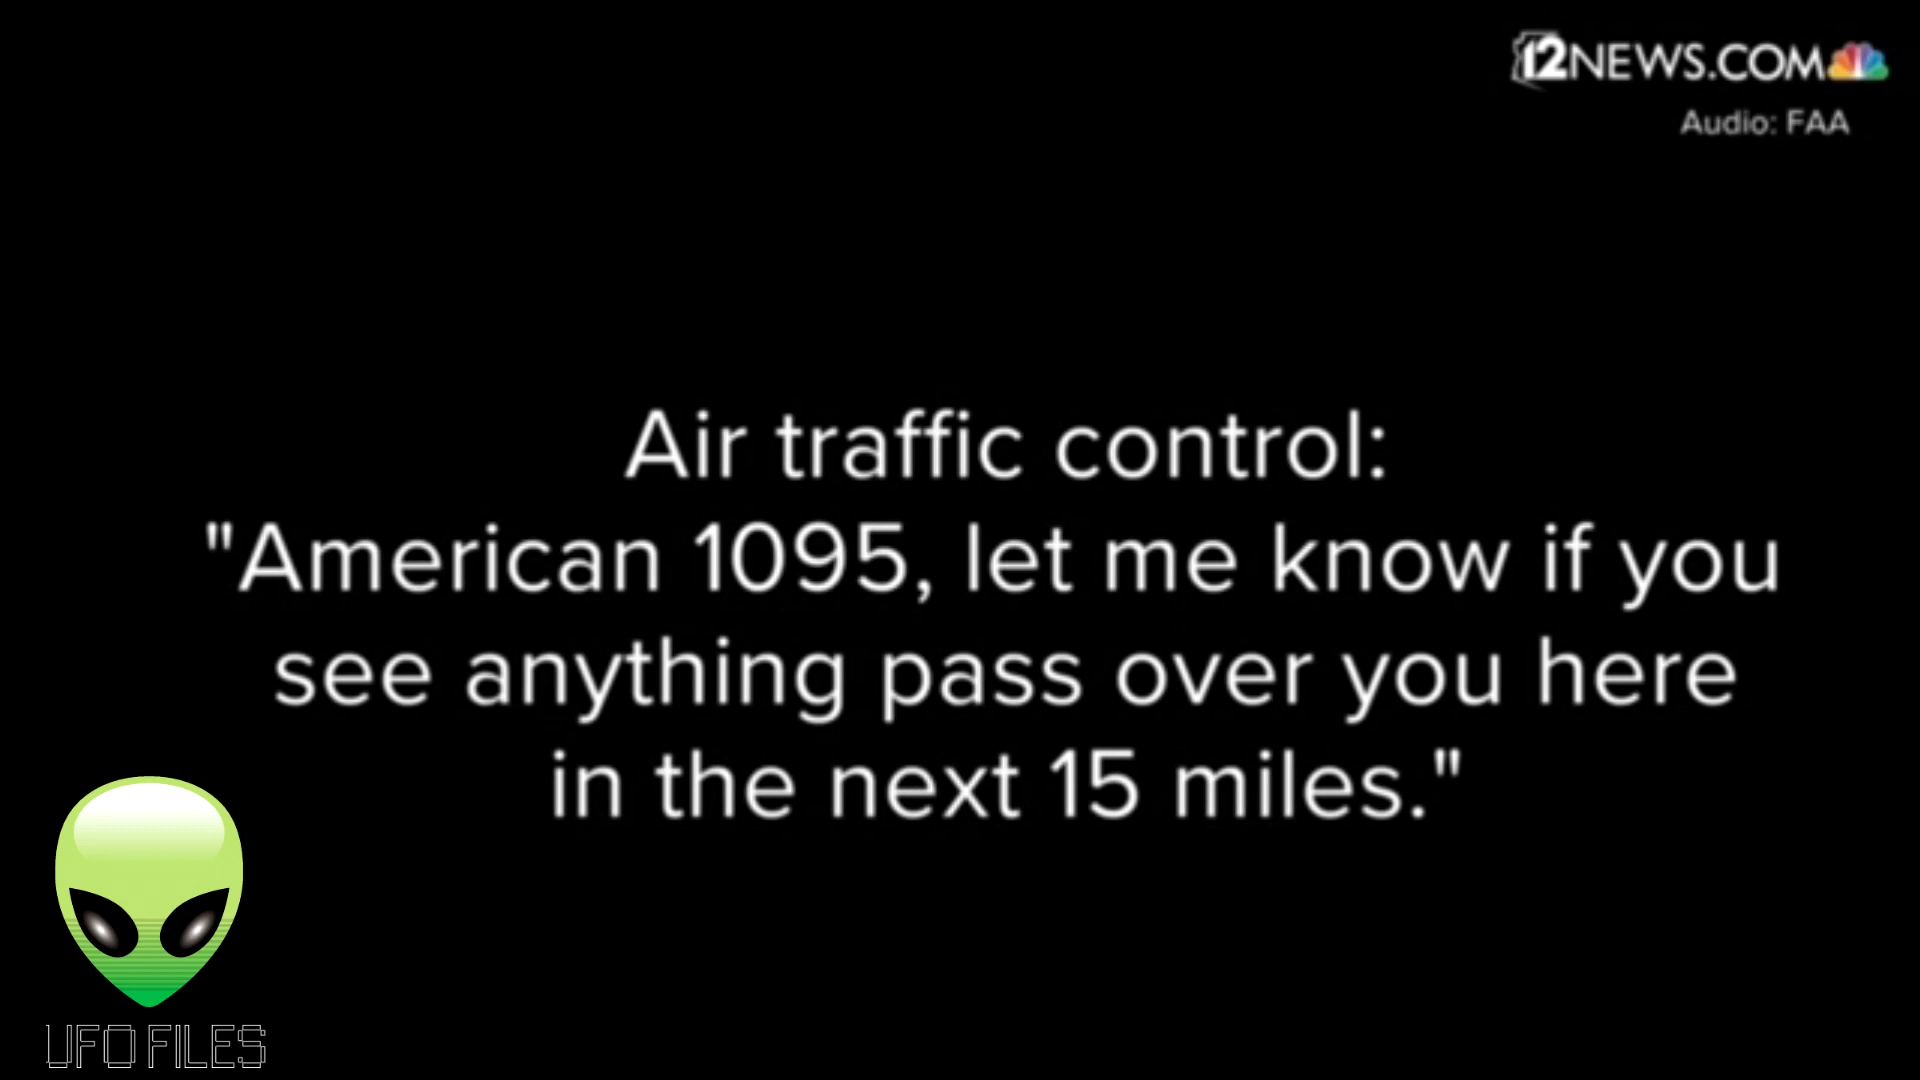 12NEWS.COM
Audio: FAA
Air traffic control:
"American 1095, let me know if you
see anything pass over you here
in the next 15 miles."
UFO FILES